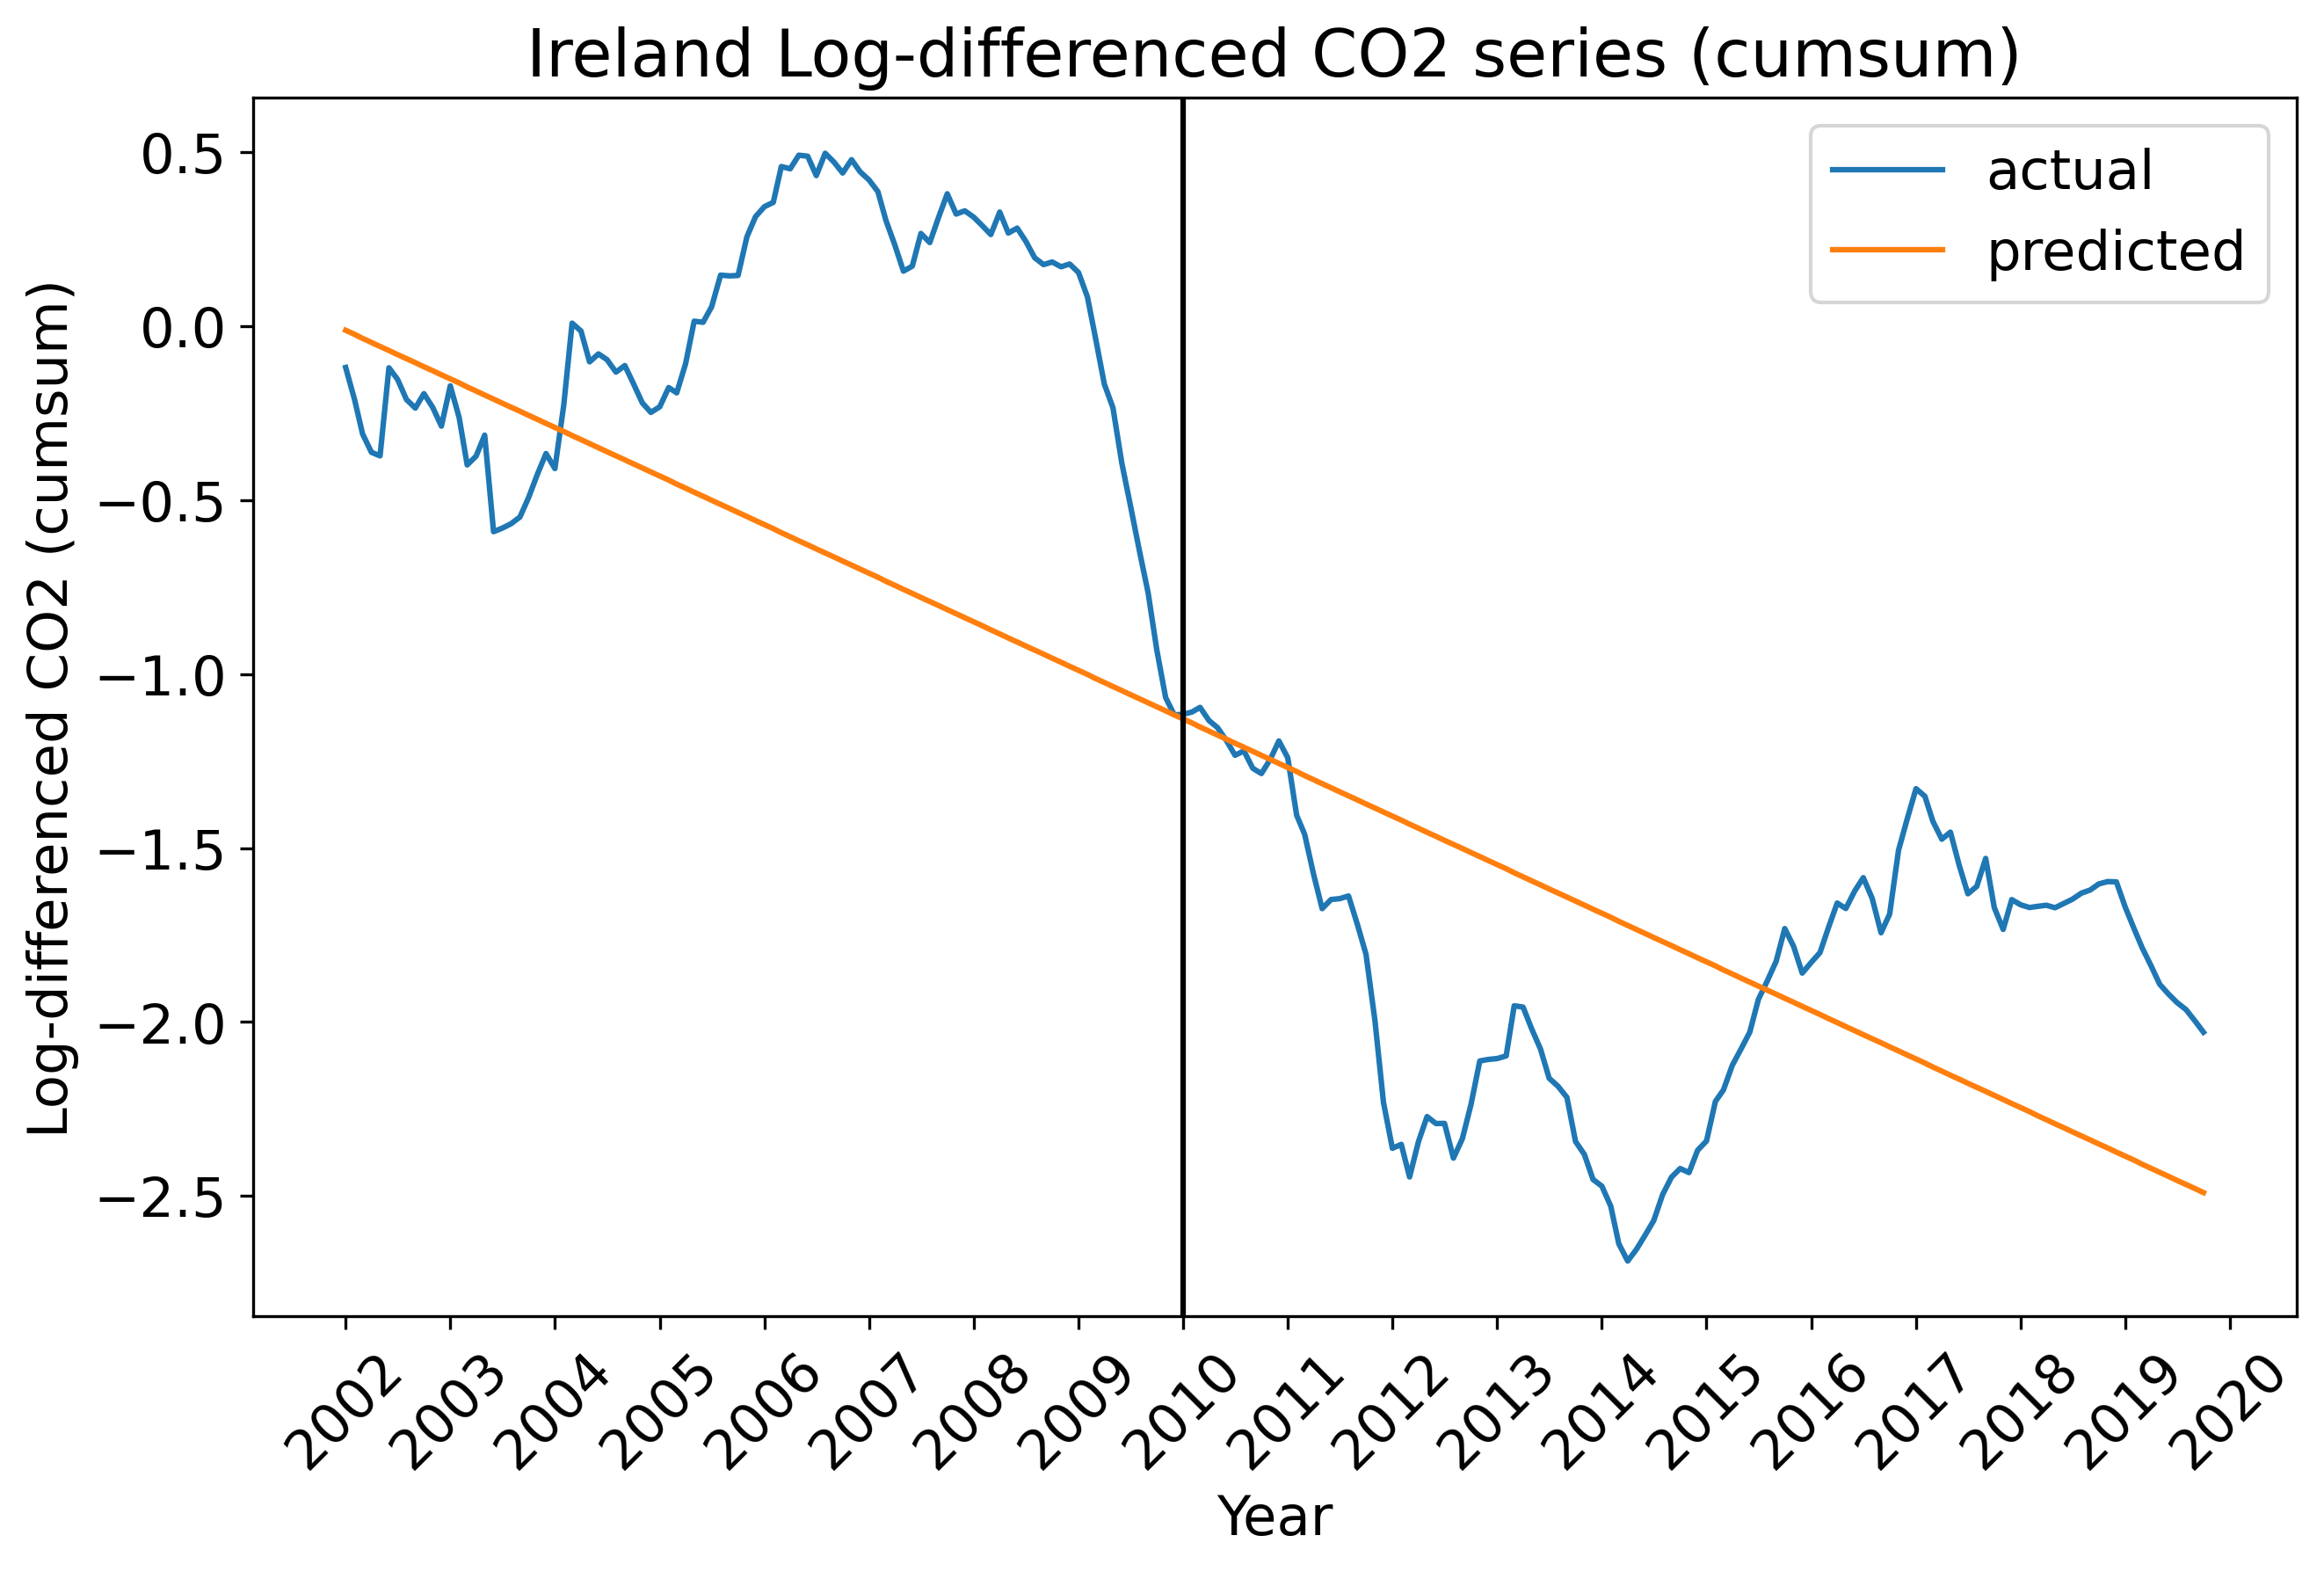 Ireland Log-differenced CO2 series (cumsum)
actual
predicted
Log-differenced CO2 (cumsum)
0.5
0.0
−0.5
−1.0
−1.5
−2.0
−2.5
2002 2003 2004 2005 2006 2007 2008 2009 2010 2011 2012 2013 2014 2015 2016 2017 2018 2019 2020
Year